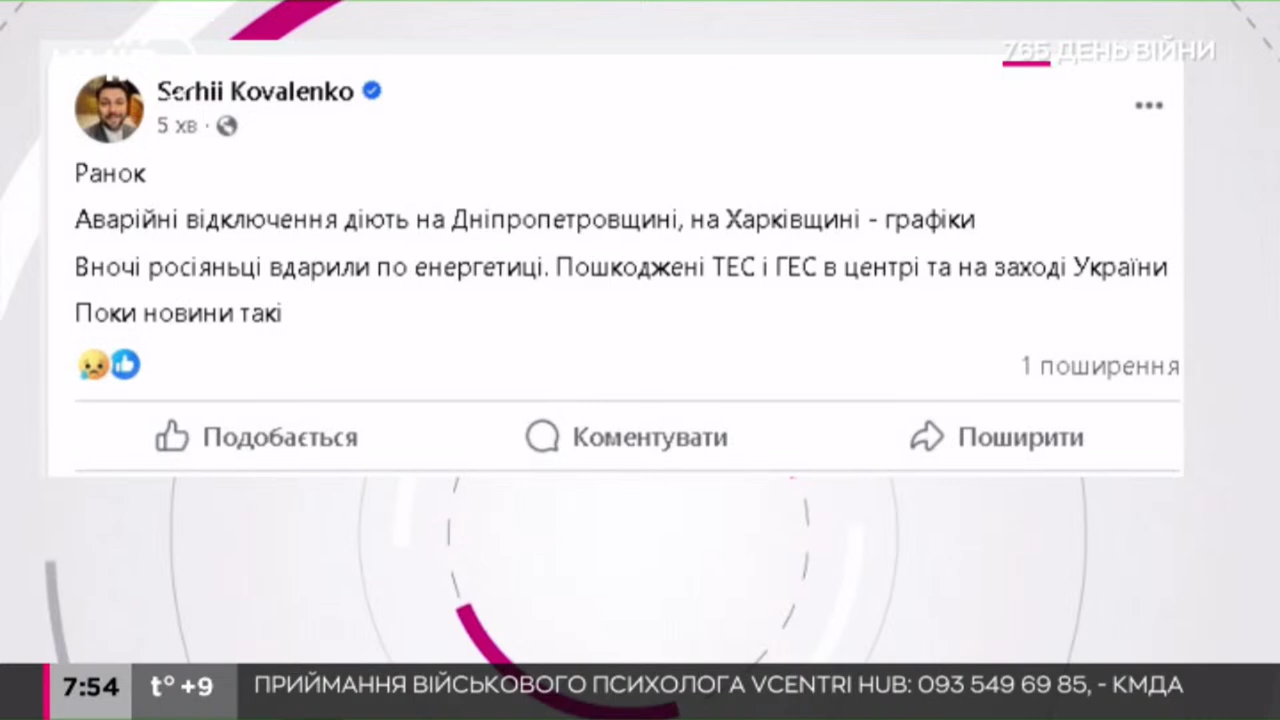 765 ДЕНЬ ВІЙНИ
Serhii Kovalenko
5 хв ·
Ранок
Аварійні відключення діють на Дніпропетровщині, на Харківщині - графіки
Вночі росіяньці вдарили по енергетиці. Пошкоджені ТЕС і ГЕС в центрі та на заході України
Поки новини такі
1 поширення
Подобається Коментувати Поширити
7:54 t° +9 ПРИЙМАННЯ ВІЙСЬКОВОГО ПСИХОЛОГА VCENTRI HUB: 093 549 69 85, - КМДА